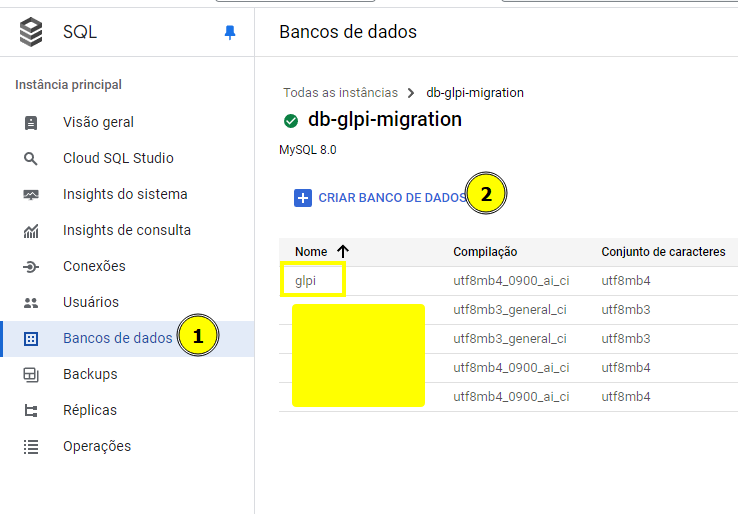 SQL
Bancos de dados
Instância principal
Visão geral
Cloud SQL Studio
Insights do sistema
Insights de consulta
Conexões
Usuários
Bancos de dados 1
Backups
Réplicas
Operações
Todas as instâncias > db-glpi-migration
db-glpi-migration
MySQL 8.0
CRIAR BANCO DE DADOS 2
Nome Compilação Conjunto de caracteres
glpi utf8mb4_0900_ai_ci utf8mb4
utf8mb3_general_ci utf8mb3
utf8mb3_general_ci utf8mb3
utf8mb4_0900_ai_ci utf8mb4
utf8mb4_0900_ai_ci utf8mb4